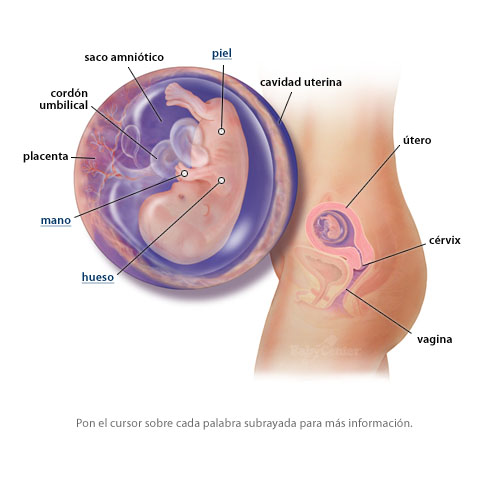 piel
saco amniótico
cavidad uterina
cordón
umbilical
útero
placenta
mano
cérvix
hueso
vagina
BabyCenter
Pon el cursor sobre cada palabra subrayada para más información.